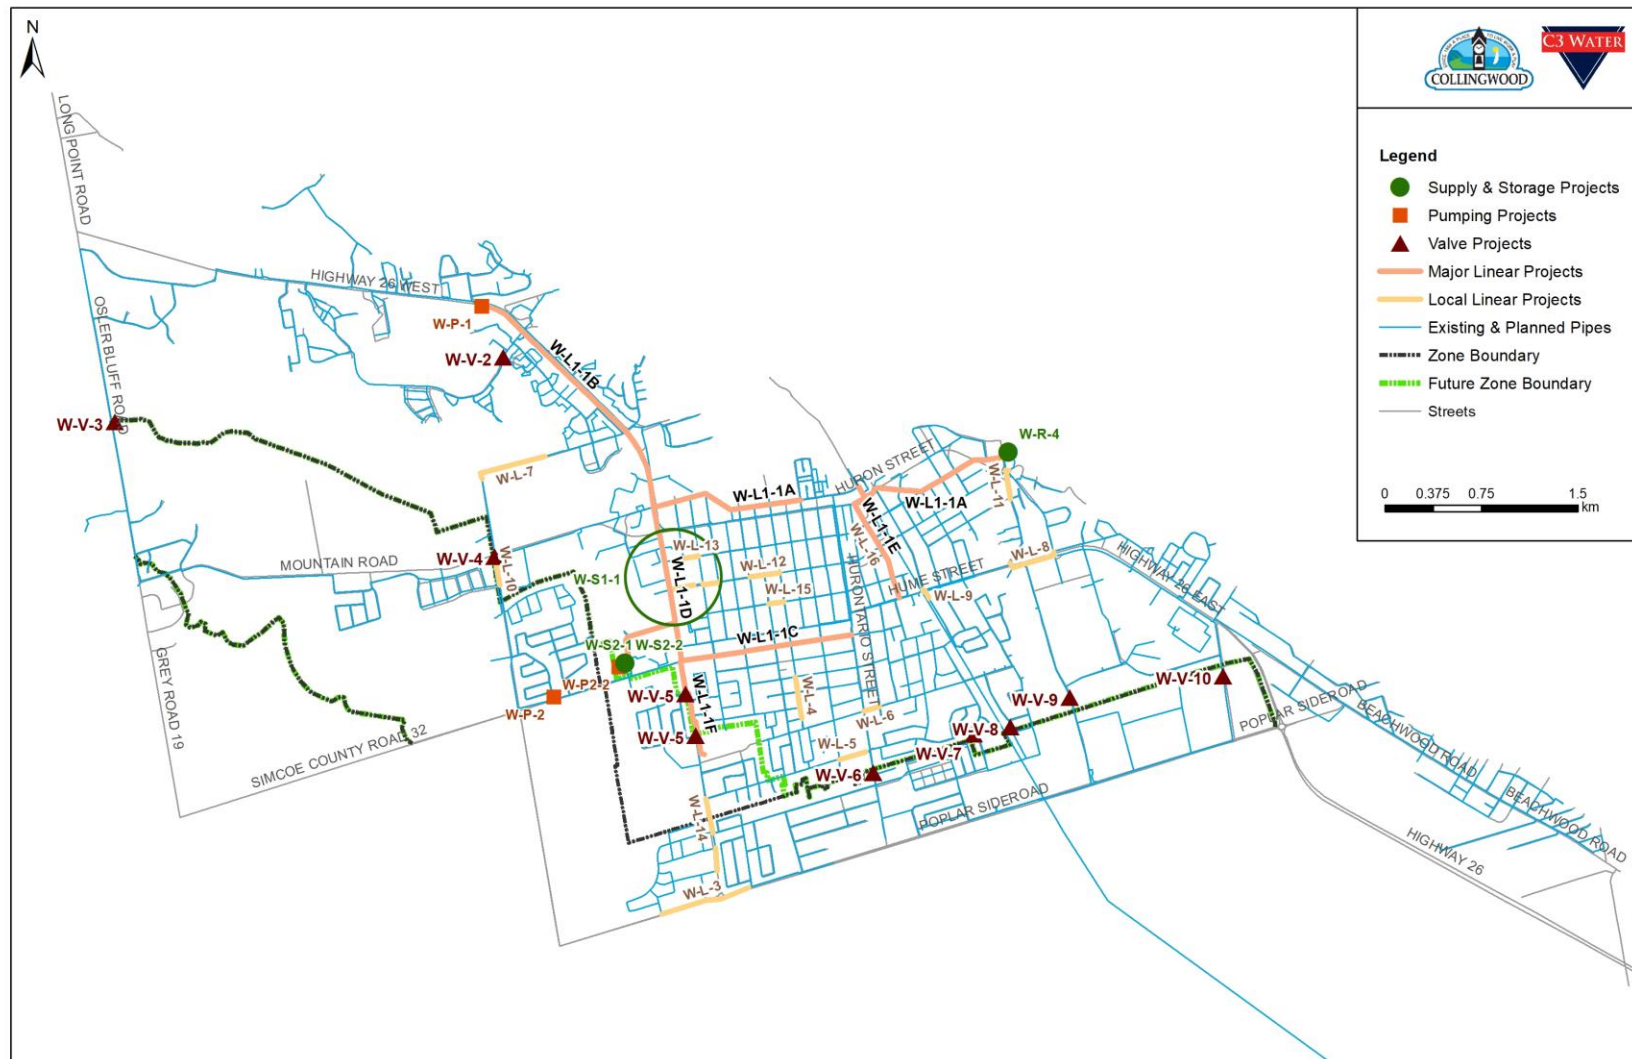 N
COLLINGWOOD
C3 WATER
Legend
Supply & Storage Projects
Pumping Projects
Valve Projects
Major Linear Projects
Local Linear Projects
Existing & Planned Pipes
Zone Boundary
Future Zone Boundary
Streets
0 0.375 0.75 1.5
km
LONG POINT ROAD
HIGHWAY 26 WEST
OSLER BLUFF ROAD
W-P-1
W-V-2
W-L1-1B
W-V-3
W-R-4
HURON STREET
W-L-7
W-L-11
W-L1-1A
W-L1-1A
W-L1-1E
W-L-16
W-L-13
W-L-8
HIGHWAY 26 EAST
MOUNTAIN ROAD
W-V-4
W-L-10
W-S1-1
W-L1-1D
W-L-12
W-L-15
HUME STREET
W-L-9
HURONTARIO STREET
W-L1-1C
W-S2-1 W-S2-2
GREY ROAD 19
W-P2-2
W-P-2
W-V-5
W-L1-1F
W-L-4
W-L-6
W-V-9
W-V-10
POPLAR SIDEROAD
BEACHWOOD ROAD
W-V-8
SIMCOE COUNTY ROAD 32
W-V-5
W-L-5
W-V-7
W-V-6
POPLAR SIDEROAD
W-L-14
BEACHWOOD ROAD
HIGHWAY 26
W-L-3